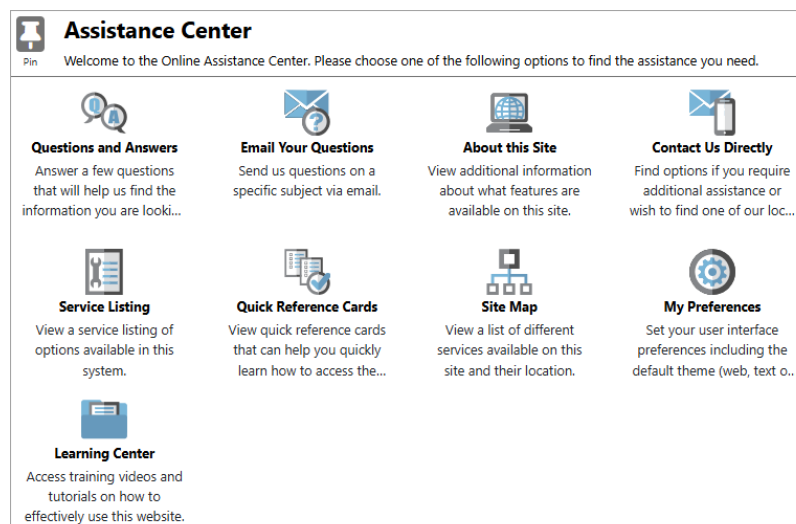 Assistance Center
Pin
Welcome to the Online Assistance Center. Please choose one of the following options to find the assistance you need.
Q A
Questions and Answers
Answer a few questions
that will help us find the
information you are looki...
?
Email Your Questions
Send us questions on a
specific subject via email.
About this Site
View additional information
about what features are
available on this site.
Contact Us Directly
Find options if you require
additional assistance or
wish to find one of our loc...
Service Listing
View a service listing of
options available in this
system.
Quick Reference Cards
View quick reference cards
that can help you quickly
learn how to access the...
Site Map
View a list of different
services available on this
site and their location.
My Preferences
Set your user interface
preferences including the
default theme (web, text o..
Learning Center
Access training videos and
tutorials on how to
effectively use this website.